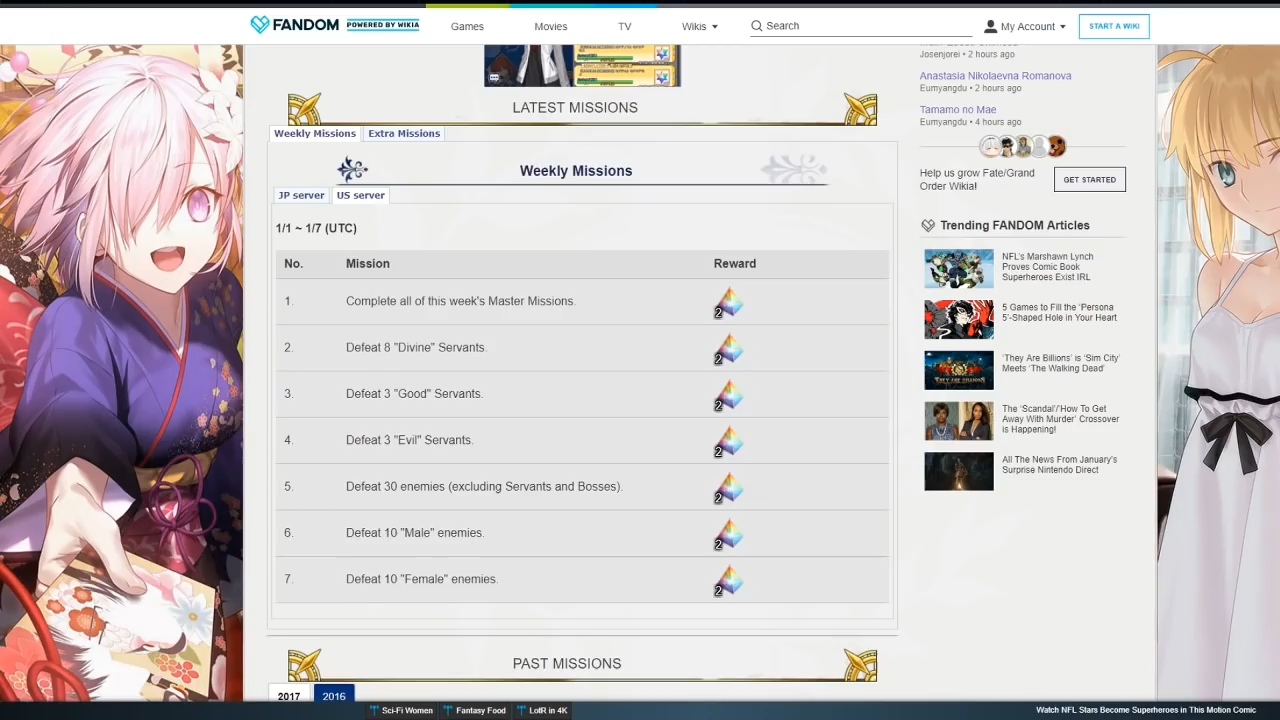 FANDOM
POWERED BY WIKIA
Games
Movies
TV
Wikis
Search
My Account
START A WIKI
LATEST MISSIONS
Weekly Missions
Extra Missions
Weekly Missions
JP server
US server
1/1 ~ 1/7 (UTC)
No. Mission Reward
1. Complete all of this week's Master Missions. 2
2. Defeat 8 "Divine" Servants. 2
3. Defeat 3 "Good" Servants. 2
4. Defeat 3 "Evil" Servants. 2
5. Defeat 30 enemies (excluding Servants and Bosses). 2
6. Defeat 10 "Male" enemies. 2
7. Defeat 10 "Female" enemies. 2
PAST MISSIONS
2017
2016
Josenjorei • 2 hours ago
Anastasia Nikolaevna Romanova
Eumyangdu • 2 hours ago
Tamamo no Mae
Eumyangdu • 4 hours ago
Help us grow Fate/Grand
Order Wikia!
GET STARTED
Trending FANDOM Articles
NFL's Marshawn Lynch
Proves Comic Book
Superheroes Exist IRL
5 Games to Fill the 'Persona
5'-Shaped Hole in Your Heart
'They Are Billions' is 'Sim City'
Meets 'The Walking Dead'
THEY ARE BILLIONS
The 'Scandal'/'How To Get
Away With Murder' Crossover
is Happening!
All The News From January's
Surprise Nintendo Direct
Sci-Fi Women
Fantasy Food
LotR in 4K
Watch NFL Stars Become Superheroes in This Motion Comic